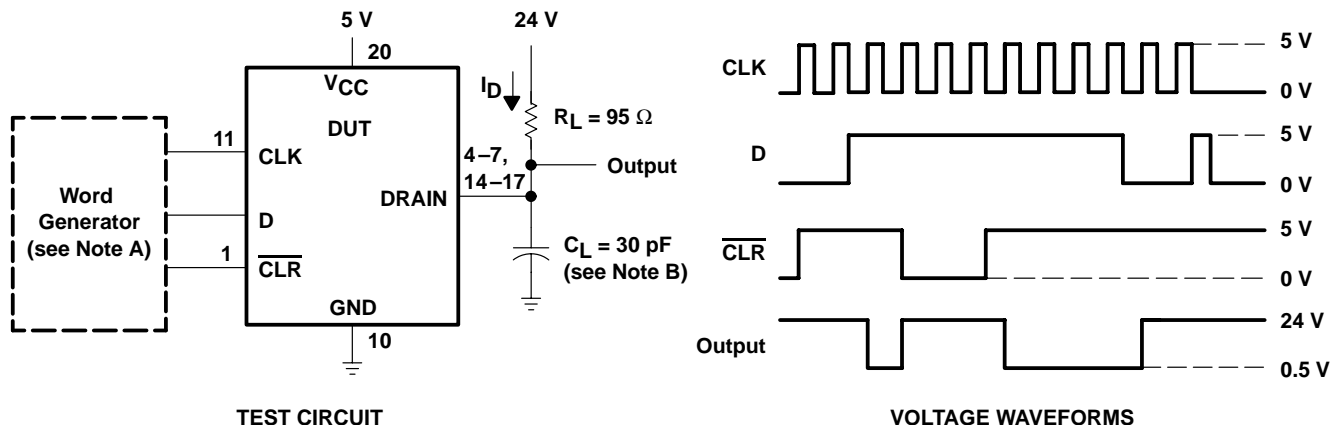 5 V
24 V
20
VCC
DUT
ID
RL = 95 Ω
11
CLK
4–7,
14–17
Output
DRAIN
Word
Generator
(see Note A)
D
1
CLR
CL = 30 pF
(see Note B)
GND
10
TEST CIRCUIT
CLK
5 V
0 V
D
5 V
0 V
CLR
5 V
0 V
Output
24 V
0.5 V
VOLTAGE WAVEFORMS